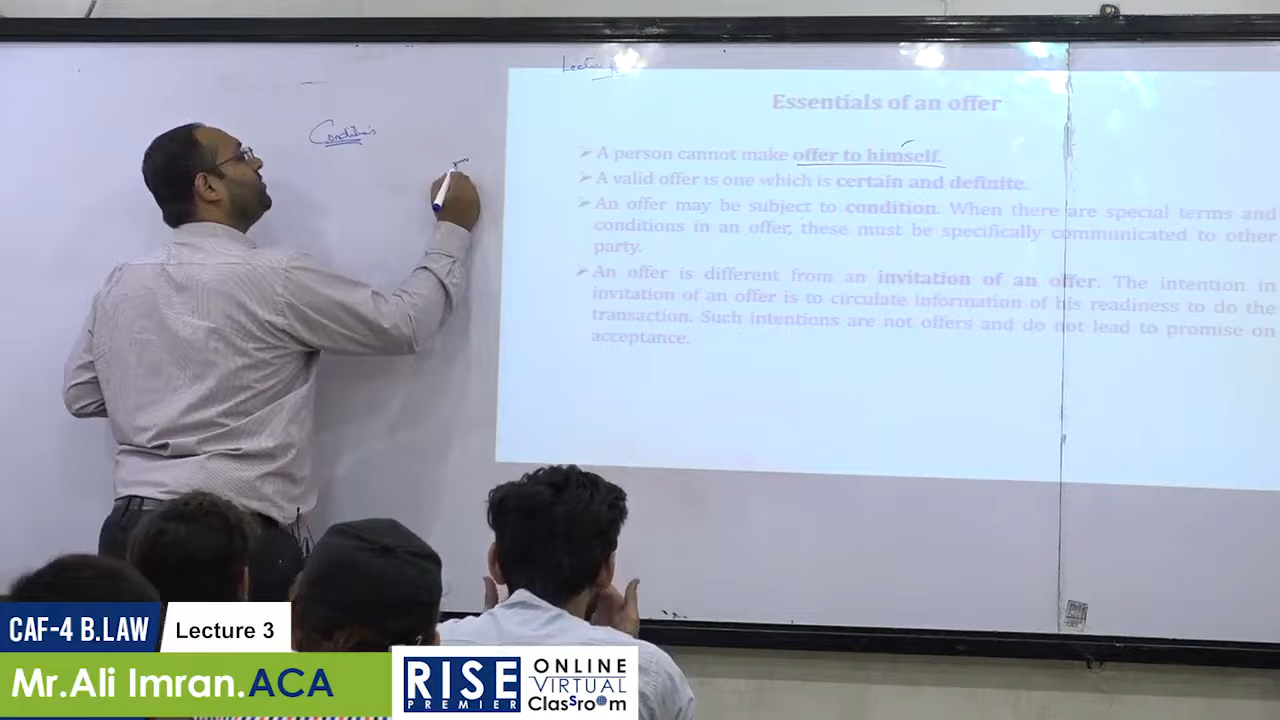 Lecture
Conditions
Essentials of an offer
➢ A person cannot make offer to himself.
➢ A valid offer is one which is certain and definite.
➢ An offer may be subject to condition. When there are special terms and
conditions in an offer, these must be specifically communicated to other
party.
➢ An offer is different from an invitation of an offer. The intention in
invitation of an offer is to circulate information of his readiness to do the
transaction. Such intentions are not offers and do not lead to promise on
acceptance.
CAF-4 B.LAW
Lecture 3
Mr.Ali Imran.ACA
RISE
PREMIER
ONLINE
VIRTUAL
Classroom